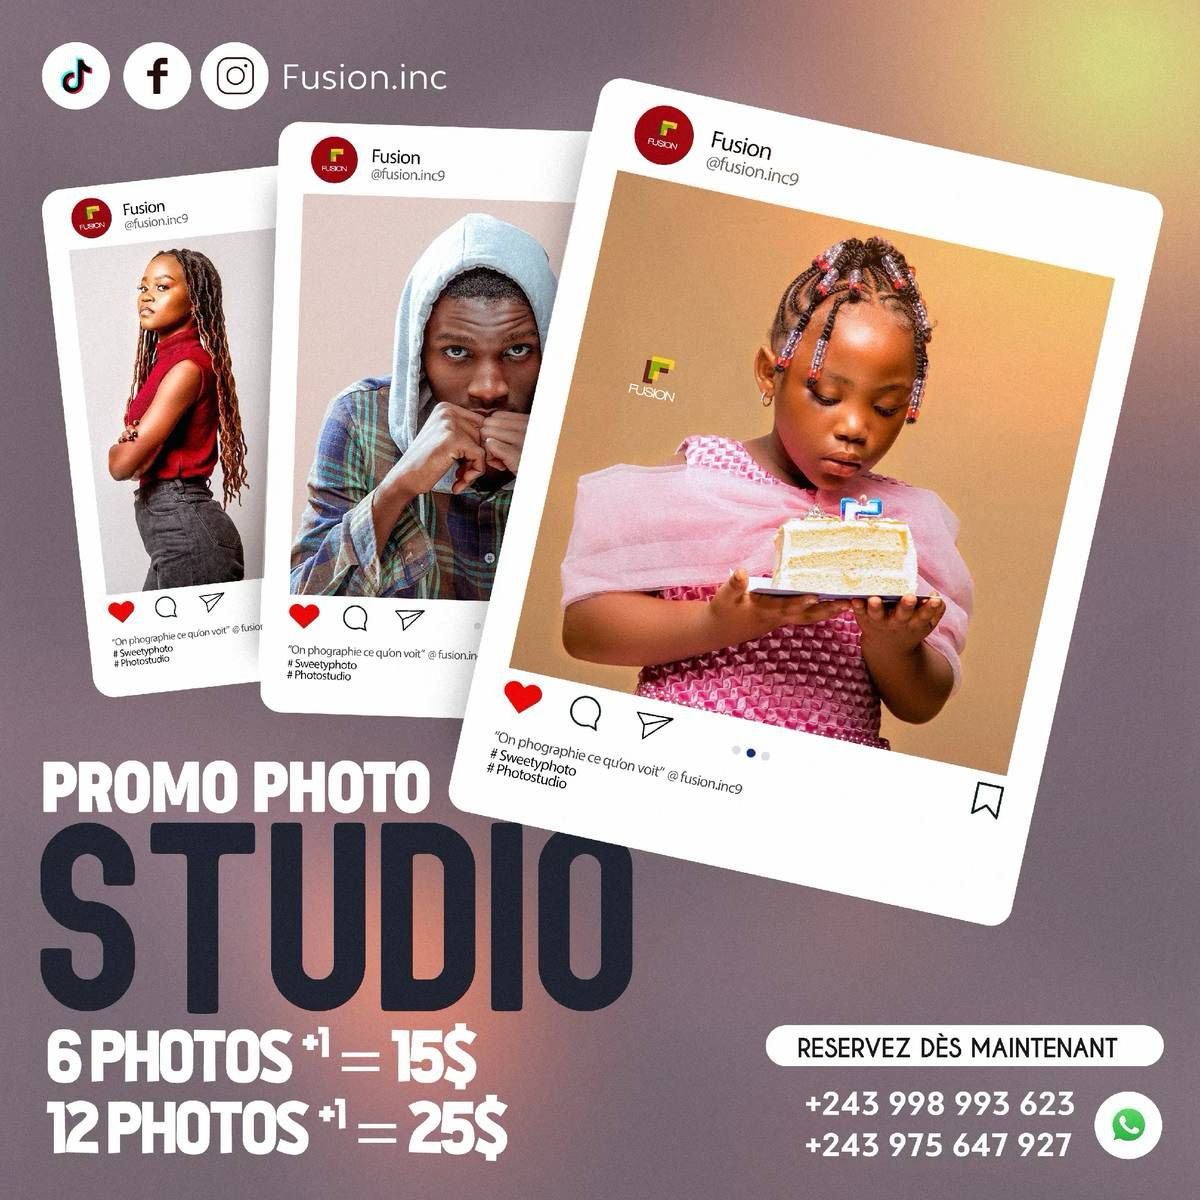 Fusion.inc
FUSION
Fusion
@fusion.inc9
"On phographie ce qu'on voit" @ fusion
# Sweetyphoto
# Photostudio
FUSION
Fusion
@fusion.inc9
"On phographie ce qu'on voit" @ fusion.in
# Sweetyphoto
# Photostudio
FUSION
Fusion
@fusion.inc9
FUSION
"On phographie ce qu'on voit" @ fusion.inc9
# Sweetyphoto
# Photostudio
PROMO PHOTO
STUDIO
6 PHOTOS +1 = 15$
12 PHOTOS +1 = 25$
RESERVEZ DÈS MAINTENANT
+243 998 993 623
+243 975 647 927